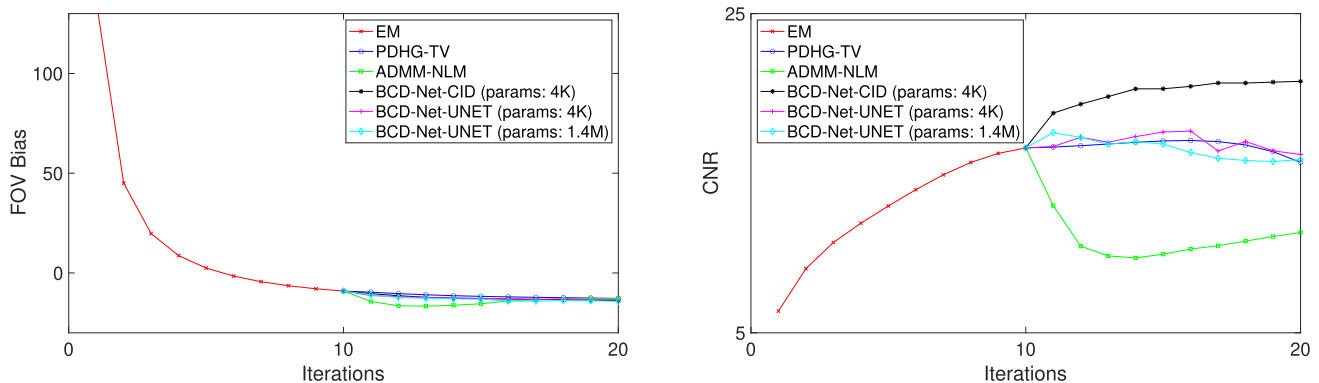 100
50
0
FOV Bias
0
10
20
Iterations
EM
PDHG-TV
ADMM-NLM
BCD-Net-CID (params: 4K)
BCD-Net-UNET (params: 4K)
BCD-Net-UNET (params: 1.4M)
25
5
CNR
0
10
20
Iterations
EM
PDHG-TV
ADMM-NLM
BCD-Net-CID (params: 4K)
BCD-Net-UNET (params: 4K)
BCD-Net-UNET (params: 1.4M)